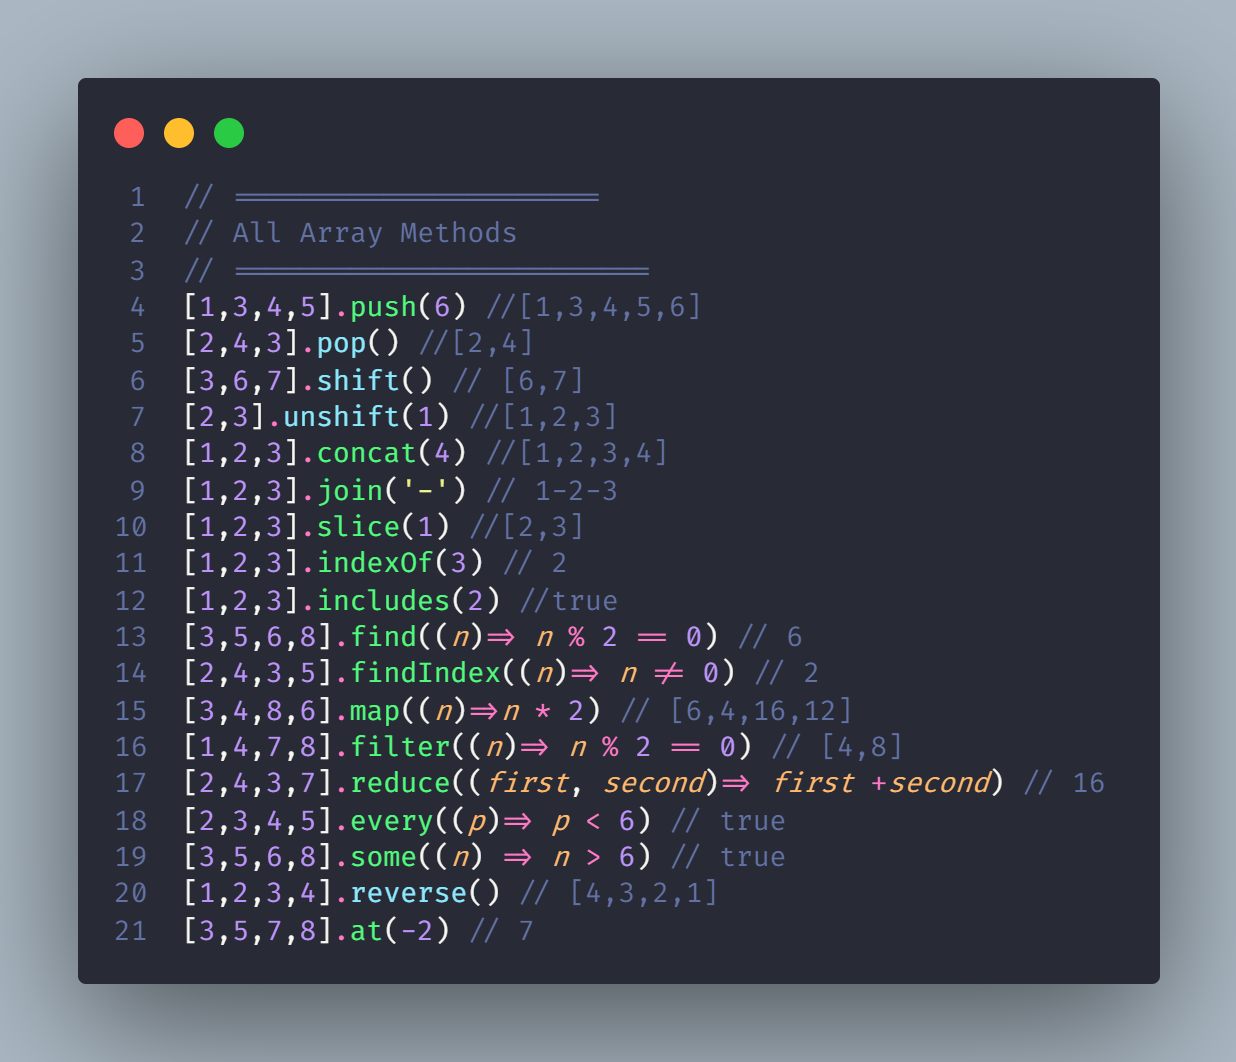 1 // ======================
2 // All Array Methods
3 // =========================
4 [1,3,4,5].push(6) //[1,3,4,5,6]
5 [2,4,3].pop() //[2,4]
6 [3,6,7].shift() // [6,7]
7 [2,3].unshift(1) //[1,2,3]
8 [1,2,3].concat(4) //[1,2,3,4]
9 [1,2,3].join('-') // 1-2-3
10 [1,2,3].slice(1) //[2,3]
11 [1,2,3].indexOf(3) // 2
12 [1,2,3].includes(2) //true
13 [3,5,6,8].find((n)=> n % 2 == 0) // 6
14 [2,4,3,5].findIndex((n)=> n != 0) // 2
15 [3,4,8,6].map((n)=>n * 2) // [6,4,16,12]
16 [1,4,7,8].filter((n)=> n % 2 == 0) // [4,8]
17 [2,4,3,7].reduce((first, second)=> first +second) // 16
18 [2,3,4,5].every((p)=> p < 6) // true
19 [3,5,6,8].some((n) => n > 6) // true
20 [1,2,3,4].reverse() // [4,3,2,1]
21 [3,5,7,8].at(-2) // 7